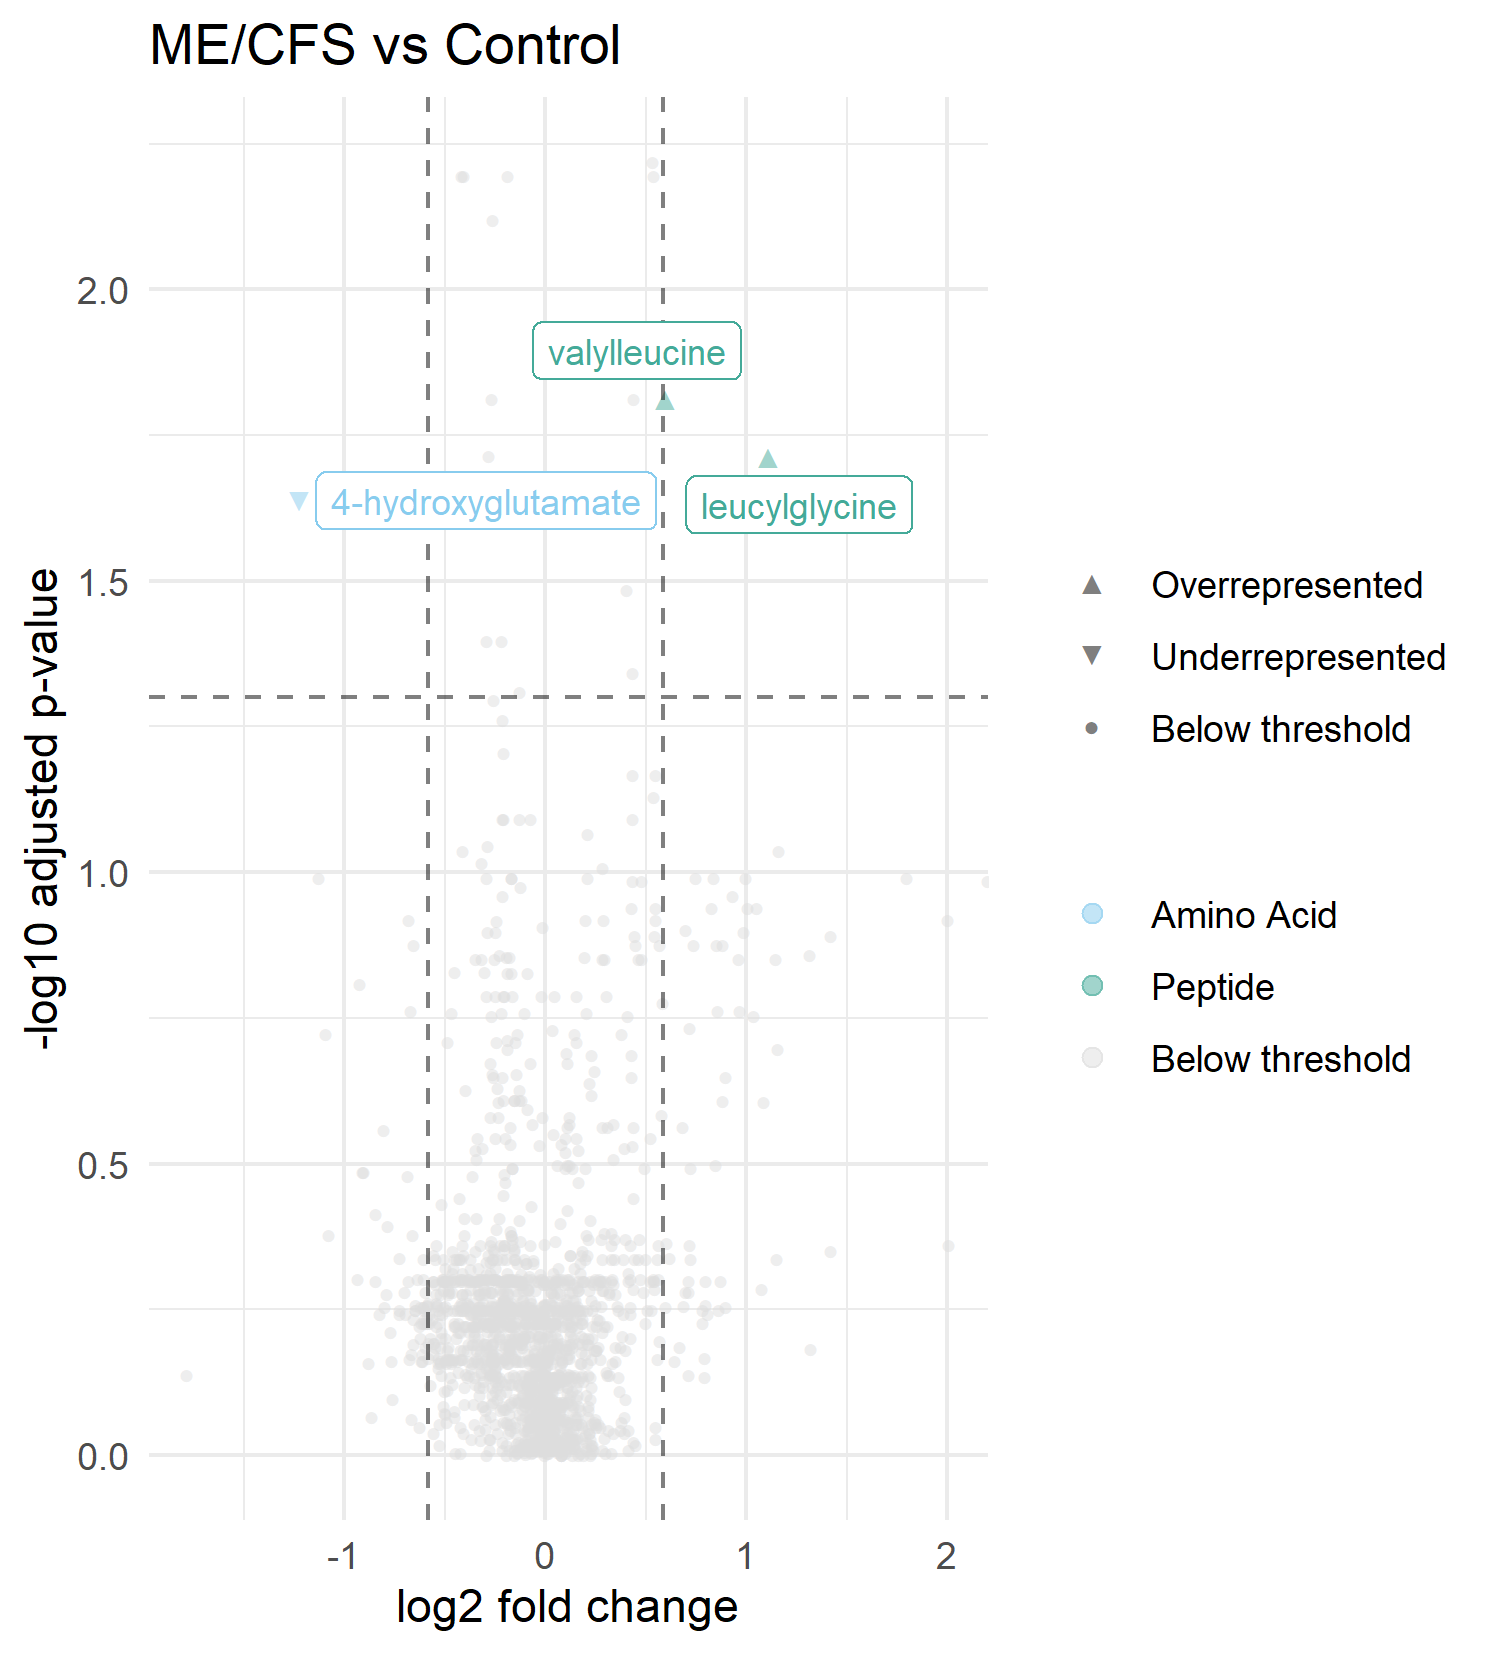 ME/CFS vs Control
-log10 adjusted p-value
2.0
1.5
1.0
0.5
0.0
valylleucine
4-hydroxyglutamate
leucylglycine
-1
0
1
2
log2 fold change
Overrepresented
Underrepresented
Below threshold
Amino Acid
Peptide
Below threshold